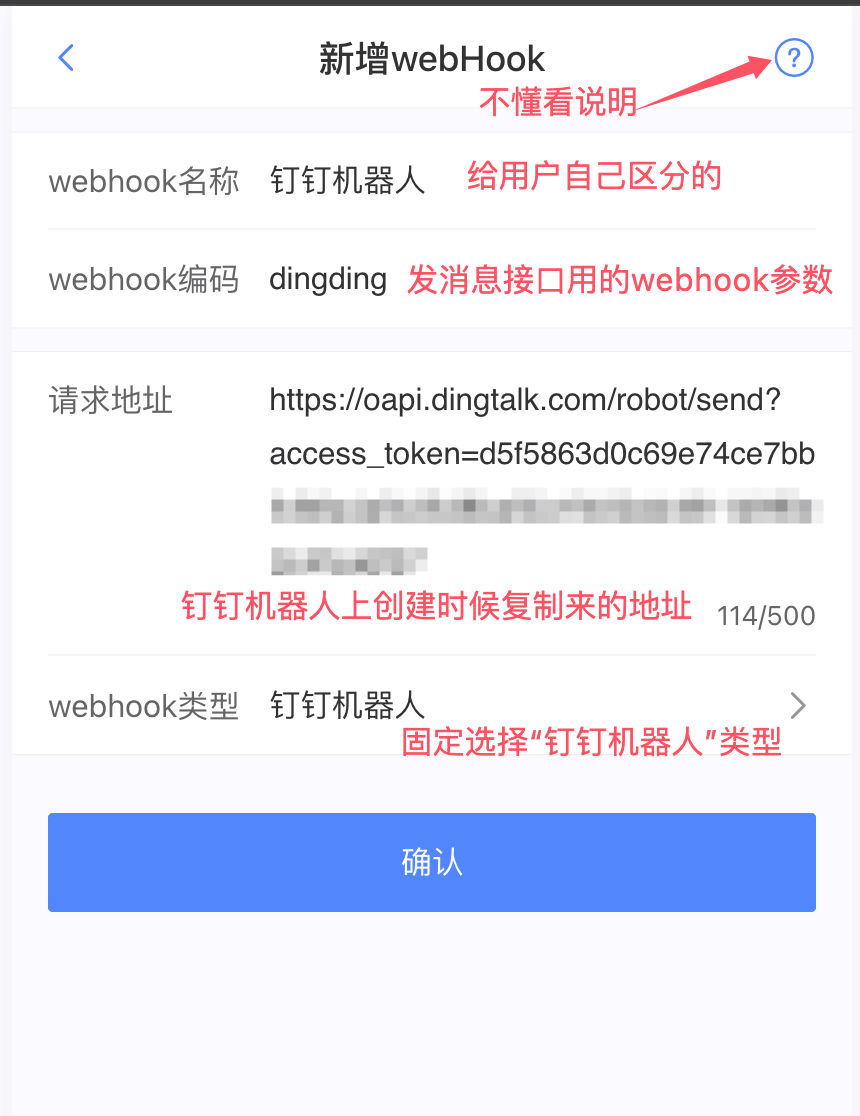 新增webHook
?
不懂看说明
webhook名称 钉钉机器人 给用户自己区分的
webhook编码 dingding 发消息接口用的webhook参数
请求地址 https://oapi.dingtalk.com/robot/send?
access_token=d5f5863d0c69e74ce7bb
钉钉机器人上创建时候复制来的地址 114/500
webhook类型 钉钉机器人
固定选择“钉钉机器人”类型
确认